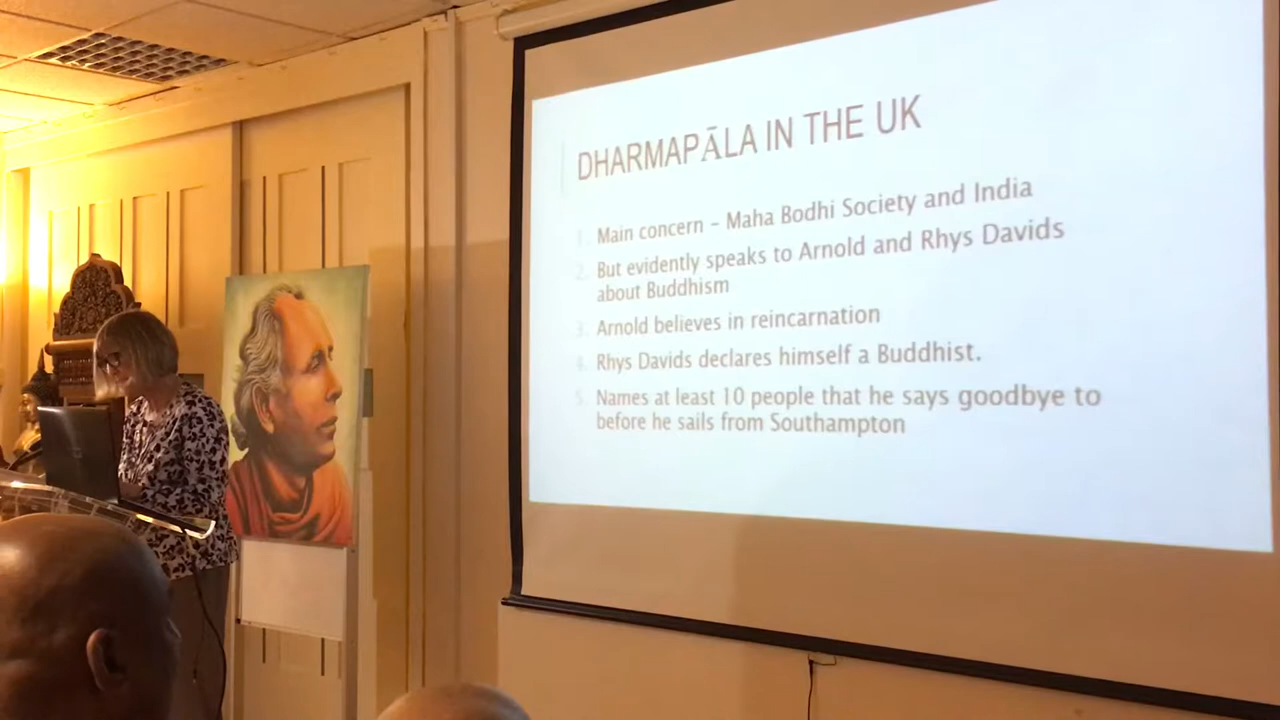 DHARMAPĀLA IN THE UK
1. Main concern – Maha Bodhi Society and India
2. But evidently speaks to Arnold and Rhys Davids
about Buddhism
3. Arnold believes in reincarnation
4. Rhys Davids declares himself a Buddhist.
5. Names at least 10 people that he says goodbye to
before he sails from Southampton